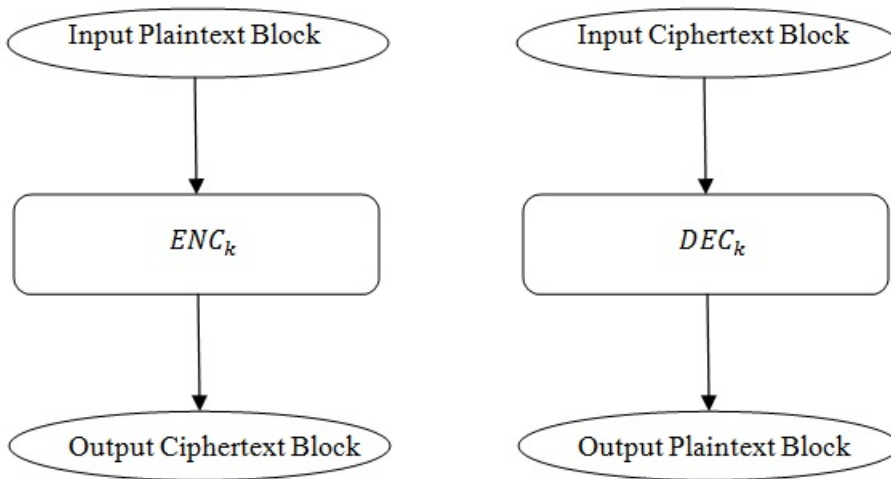 Input Plaintext Block
ENC_k
Output Ciphertext Block
Input Ciphertext Block
DEC_k
Output Plaintext Block